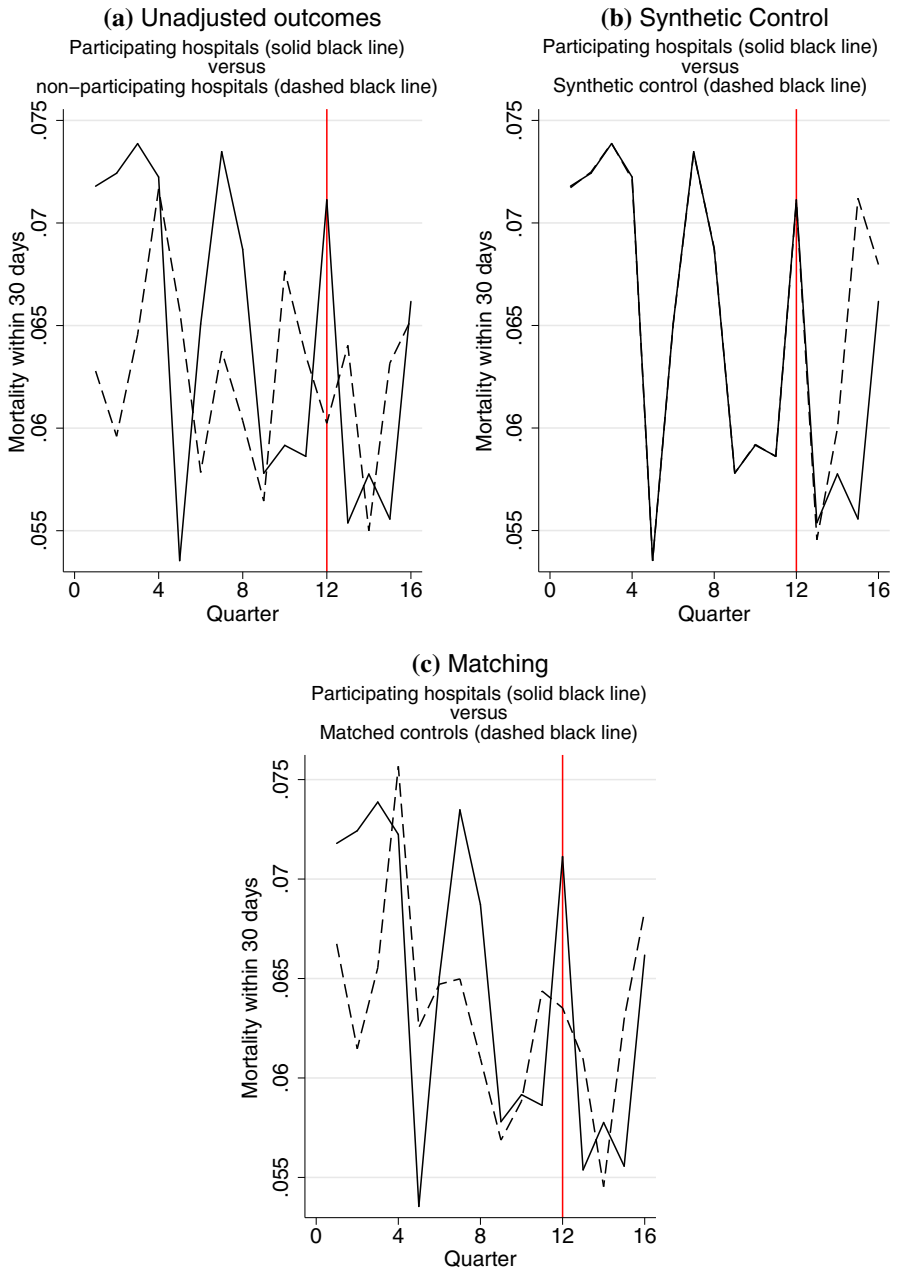 (a) Unadjusted outcomes
Participating hospitals (solid black line)
versus
non−participating hospitals (dashed black line)
Mortality within 30 days
.075
.07
.065
.06
.055
0 4 8 12 16
Quarter
(b) Synthetic Control
Participating hospitals (solid black line)
versus
Synthetic control (dashed black line)
Mortality within 30 days
.075
.07
.065
.06
.055
0 4 8 12 16
Quarter
(c) Matching
Participating hospitals (solid black line)
versus
Matched controls (dashed black line)
Mortality within 30 days
.075
.07
.065
.06
.055
0 4 8 12 16
Quarter